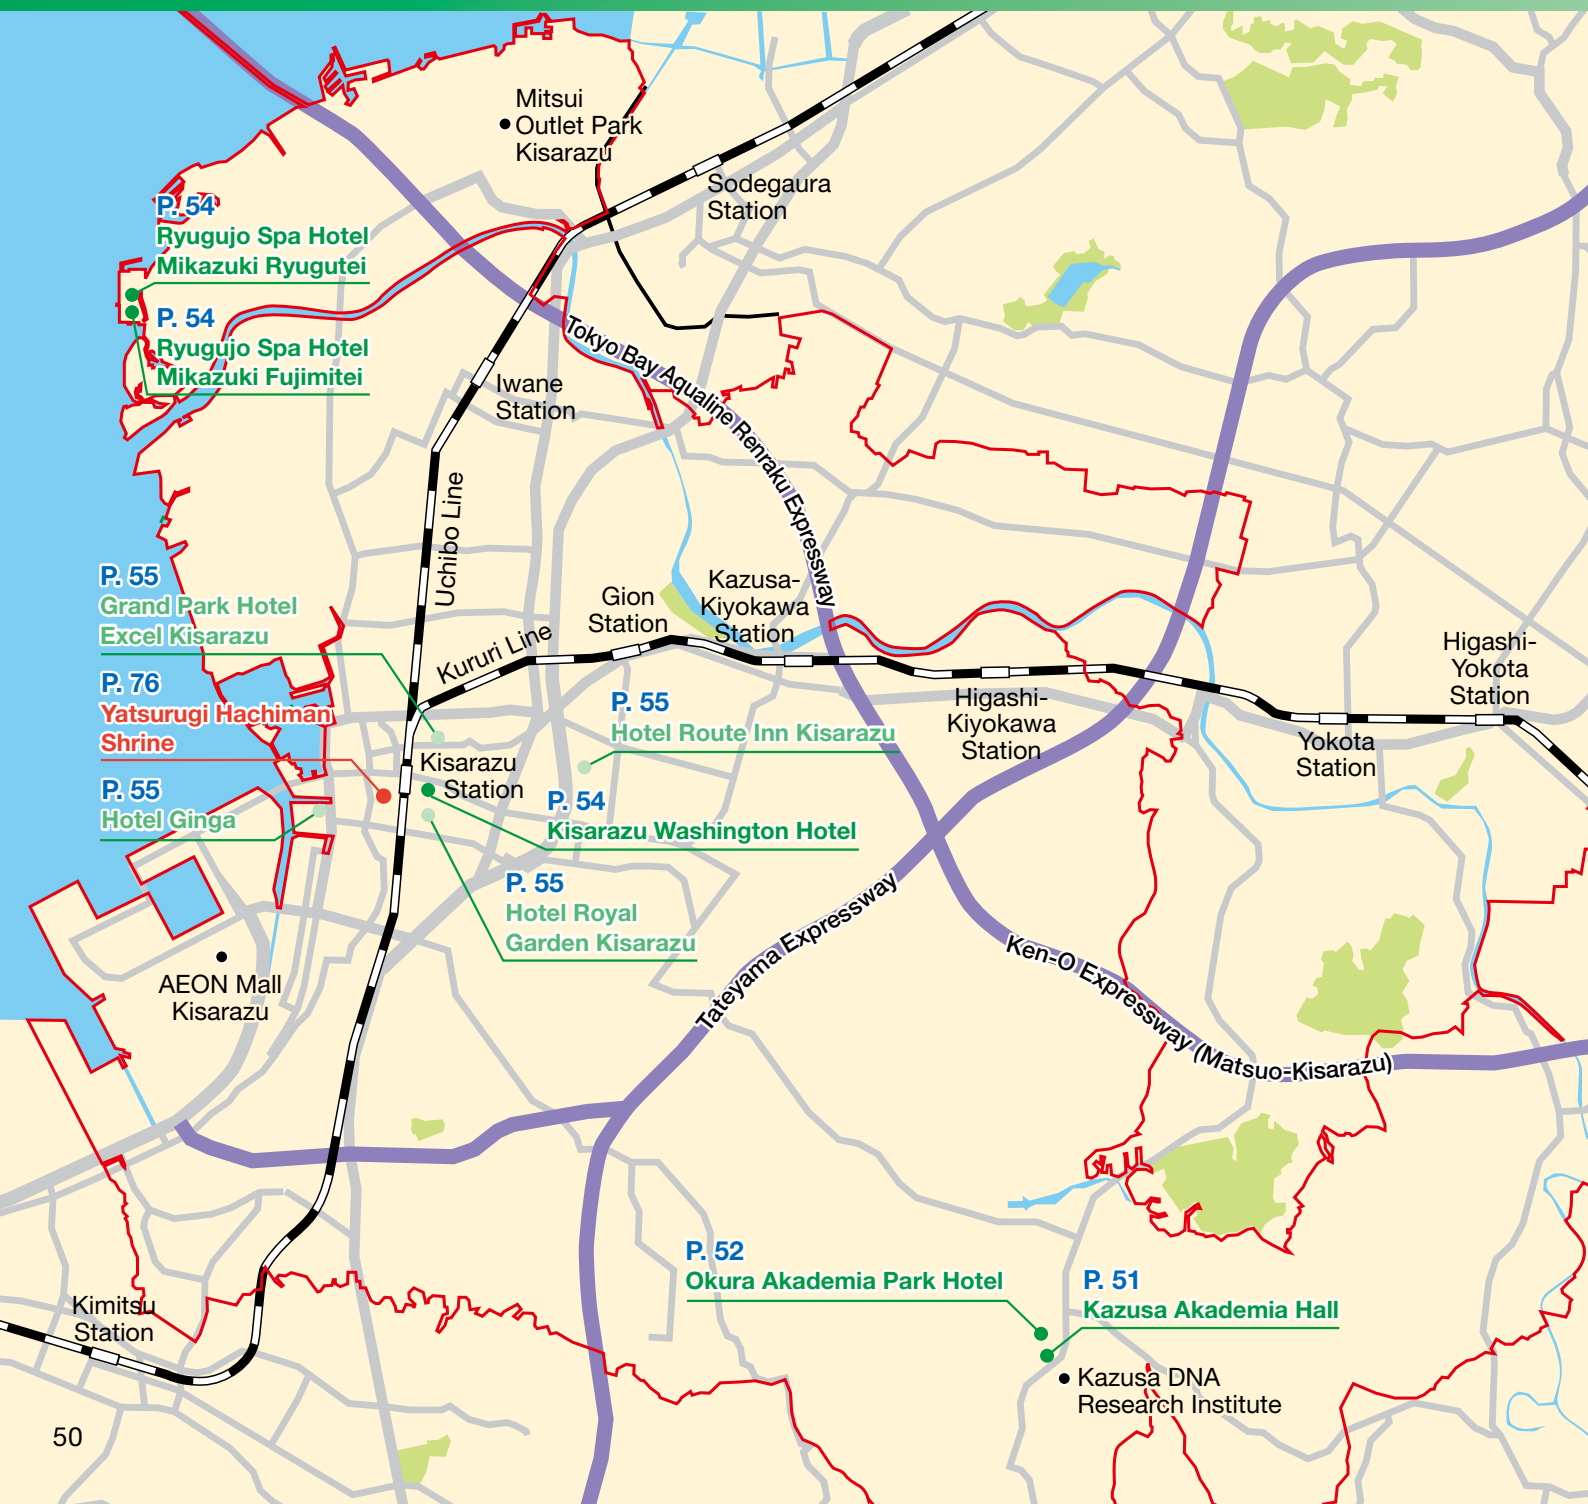 Mitsui
Outlet Park
Kisarazu
Sodegaura
Station
P. 54
Ryugujo Spa Hotel
Mikazuki Ryugutei
P. 54
Ryugujo Spa Hotel
Mikazuki Fujimitei
Tokyo Bay Aqualine Renraku Expressway
Iwane
Station
Uchibo Line
P. 55
Grand Park Hotel
Excel Kisarazu
Kururi Line
Gion
Station
Kazusa-
Kiyokawa
Station
Higashi-
Yokota
Station
P. 76
Yatsurugi Hachiman
Shrine
P. 55
Hotel Route Inn Kisarazu
Higashi-
Kiyokawa
Station
Yokota
Station
Kisarazu
Station
P. 55
Hotel Ginga
P. 54
Kisarazu Washington Hotel
P. 55
Hotel Royal
Garden Kisarazu
Tateyama Expressway
Ken-O Expressway (Matsuo-Kisarazu)
AEON Mall
Kisarazu
P. 52
Okura Akademia Park Hotel
P. 51
Kazusa Akademia Hall
Kimitsu
Station
Kazusa DNA
Research Institute
50